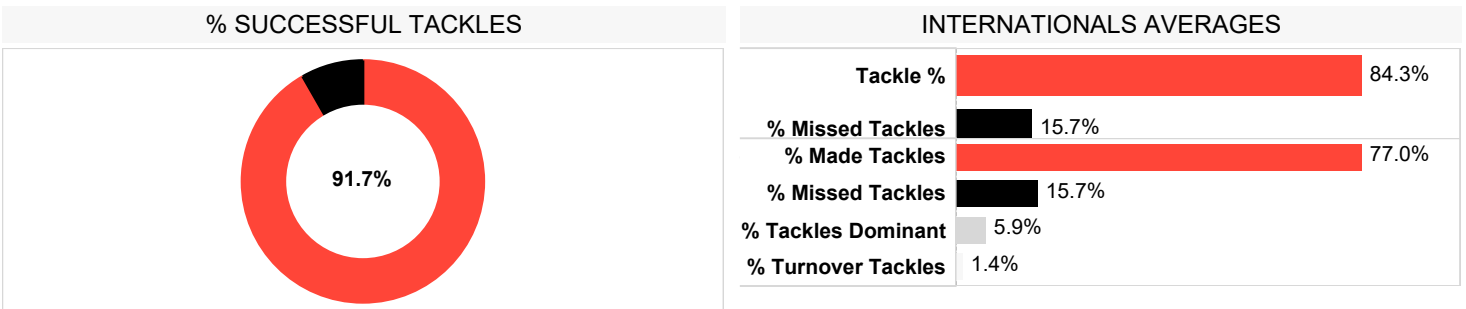 % SUCCESSFUL TACKLES
91.7%
INTERNATIONALS AVERAGES
Tackle % 84.3%
% Missed Tackles 15.7%
% Made Tackles 77.0%
% Missed Tackles 15.7%
% Tackles Dominant 5.9%
% Turnover Tackles 1.4%